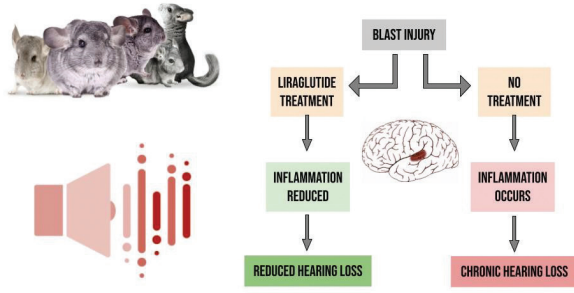 BLAST INJURY
LIRAGLUTIDE
TREATMENT
NO
TREATMENT
INFLAMMATION
REDUCED
INFLAMMATION
OCCURS
REDUCED HEARING LOSS
CHRONIC HEARING LOSS